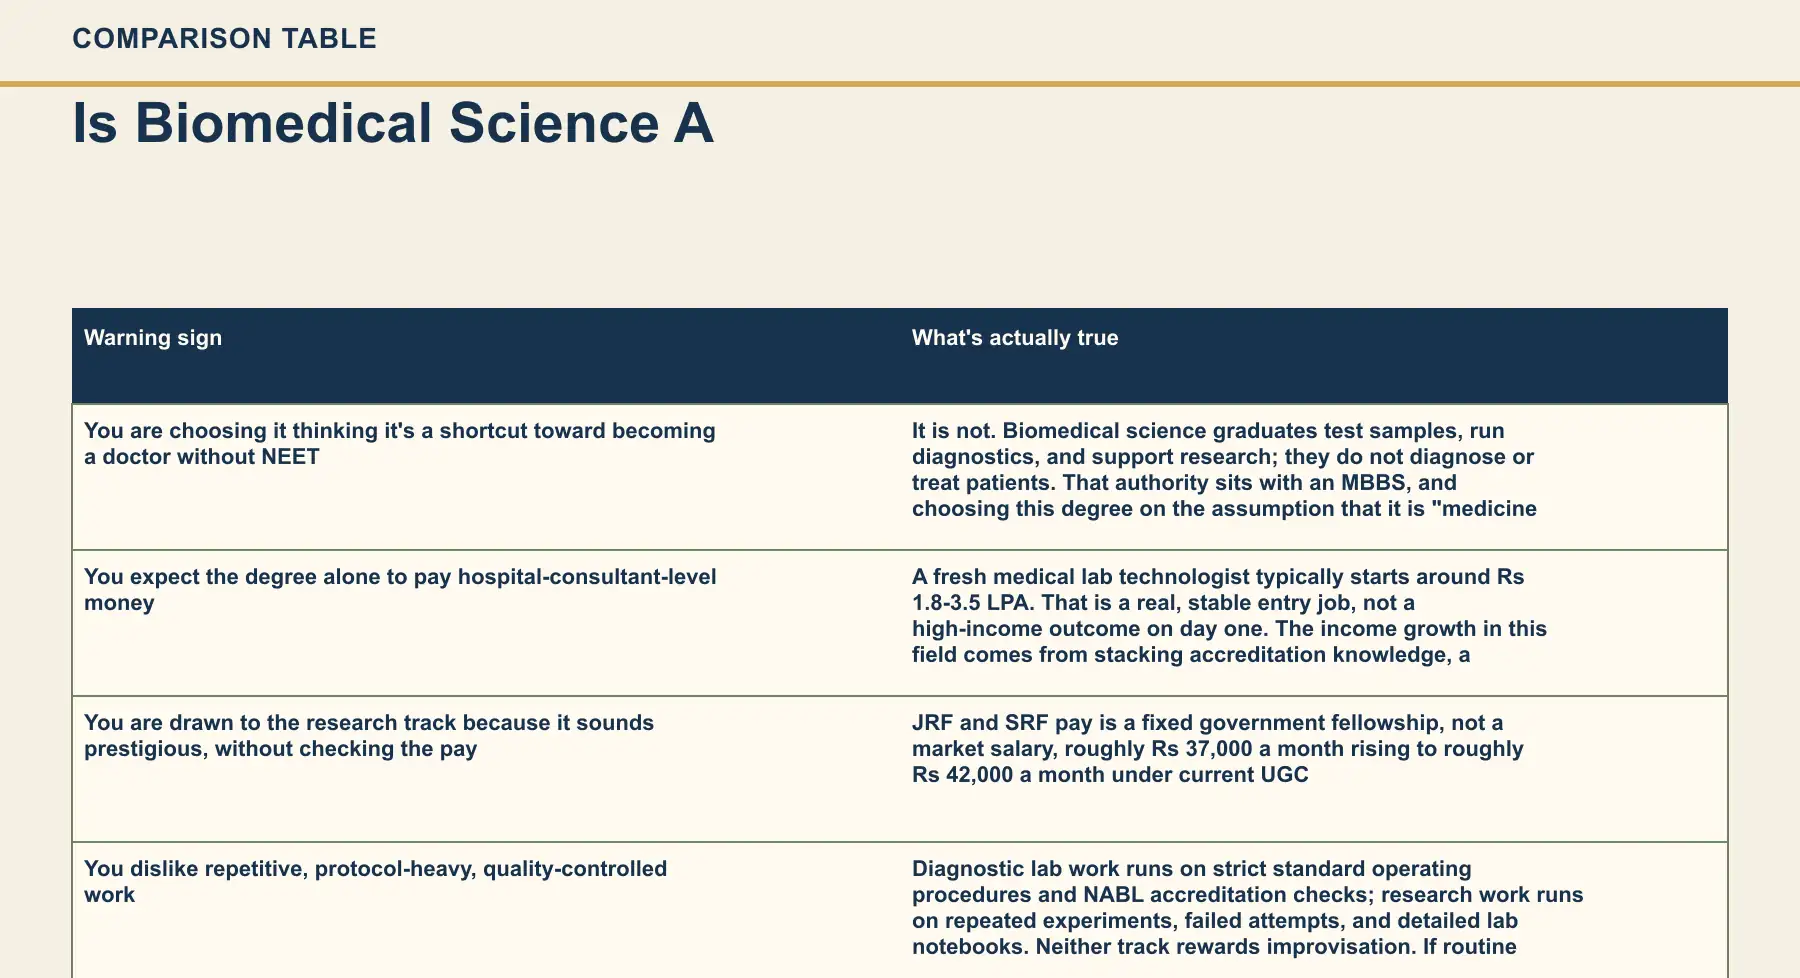 COMPARISON TABLE
Is Biomedical Science A
Warning sign
What's actually true
You are choosing it thinking it's a shortcut toward becoming
a doctor without NEET
It is not. Biomedical science graduates test samples, run
diagnostics, and support research; they do not diagnose or
treat patients. That authority sits with an MBBS, and
choosing this degree on the assumption that it is "medicine
You expect the degree alone to pay hospital-consultant-level
money
A fresh medical lab technologist typically starts around Rs
1.8-3.5 LPA. That is a real, stable entry job, not a
high-income outcome on day one. The income growth in this
field comes from stacking accreditation knowledge, a
You are drawn to the research track because it sounds
prestigious, without checking the pay
JRF and SRF pay is a fixed government fellowship, not a
market salary, roughly Rs 37,000 a month rising to roughly
Rs 42,000 a month under current UGC
You dislike repetitive, protocol-heavy, quality-controlled
work
Diagnostic lab work runs on strict standard operating
procedures and NABL accreditation checks; research work runs
on repeated experiments, failed attempts, and detailed lab
notebooks. Neither track rewards improvisation. If routine